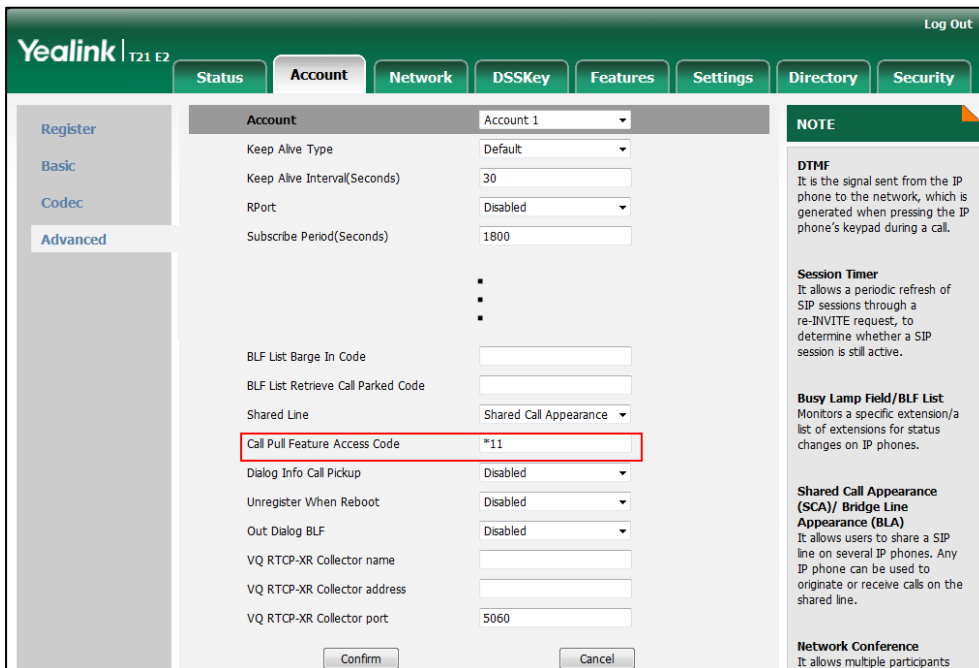 Log Out
Yealink | T21 E2
Status Account Network DSSKey Features Settings Directory Security
Register
Basic
Codec
Advanced
Account Account 1
Keep Alive Type Default
Keep Alive Interval(Seconds) 30
RPort Disabled
Subscribe Period(Seconds) 1800
BLF List Barge In Code
BLF List Retrieve Call Parked Code
Shared Line Shared Call Appearance
Call Pull Feature Access Code *11
Dialog Info Call Pickup Disabled
Unregister When Reboot Disabled
Out Dialog BLF Disabled
VQ RTCP-XR Collector name
VQ RTCP-XR Collector address
VQ RTCP-XR Collector port 5060
Confirm Cancel
NOTE
DTMF
It is the signal sent from the IP
phone to the network, which is
generated when pressing the IP
phone's keypad during a call.
Session Timer
It allows a periodic refresh of
SIP sessions through a
re-INVITE request, to
determine whether a SIP
session is still active.
Busy Lamp Field/BLF List
Monitors a specific extension/a
list of extensions for status
changes on IP phones.
Shared Call Appearance
(SCA)/ Bridge Line
Appearance (BLA)
It allows users to share a SIP
line on several IP phones. Any
IP phone can be used to
originate or receive calls on the
shared line.
Network Conference
It allows multiple participants